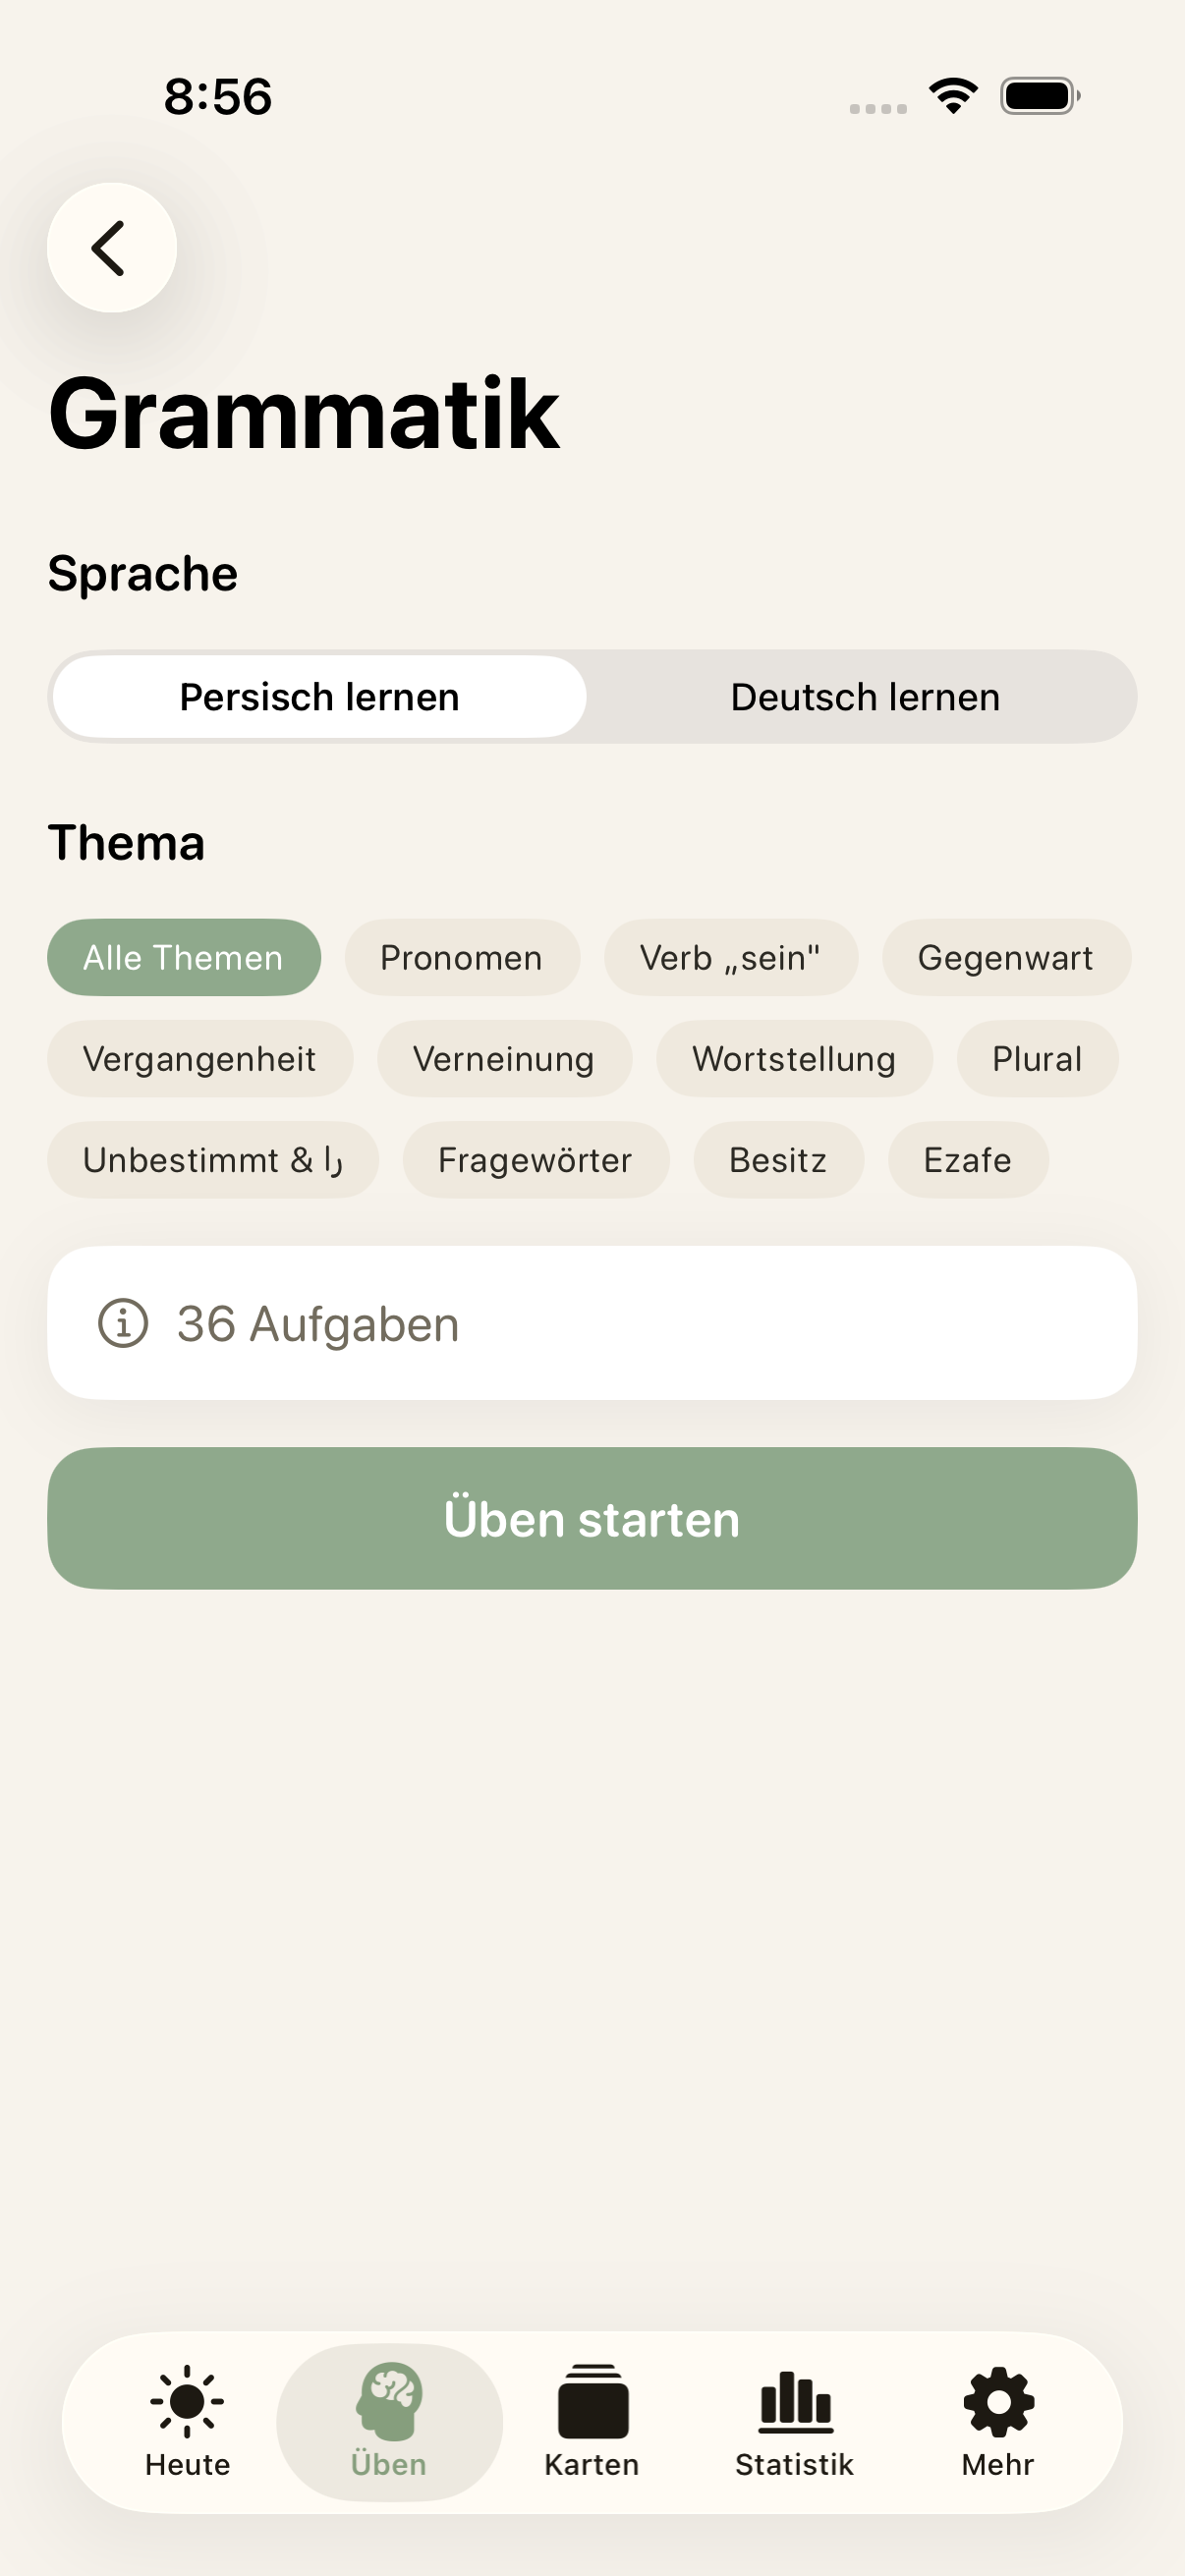 8:56
Grammatik
Sprache
Persisch lernen Deutsch lernen
Thema
Alle Themen Pronomen Verb „sein" Gegenwart
Vergangenheit Verneinung Wortstellung Plural
Unbestimmt & را Fragewörter Besitz Ezafe
36 Aufgaben
Üben starten
Heute Üben Karten Statistik Mehr